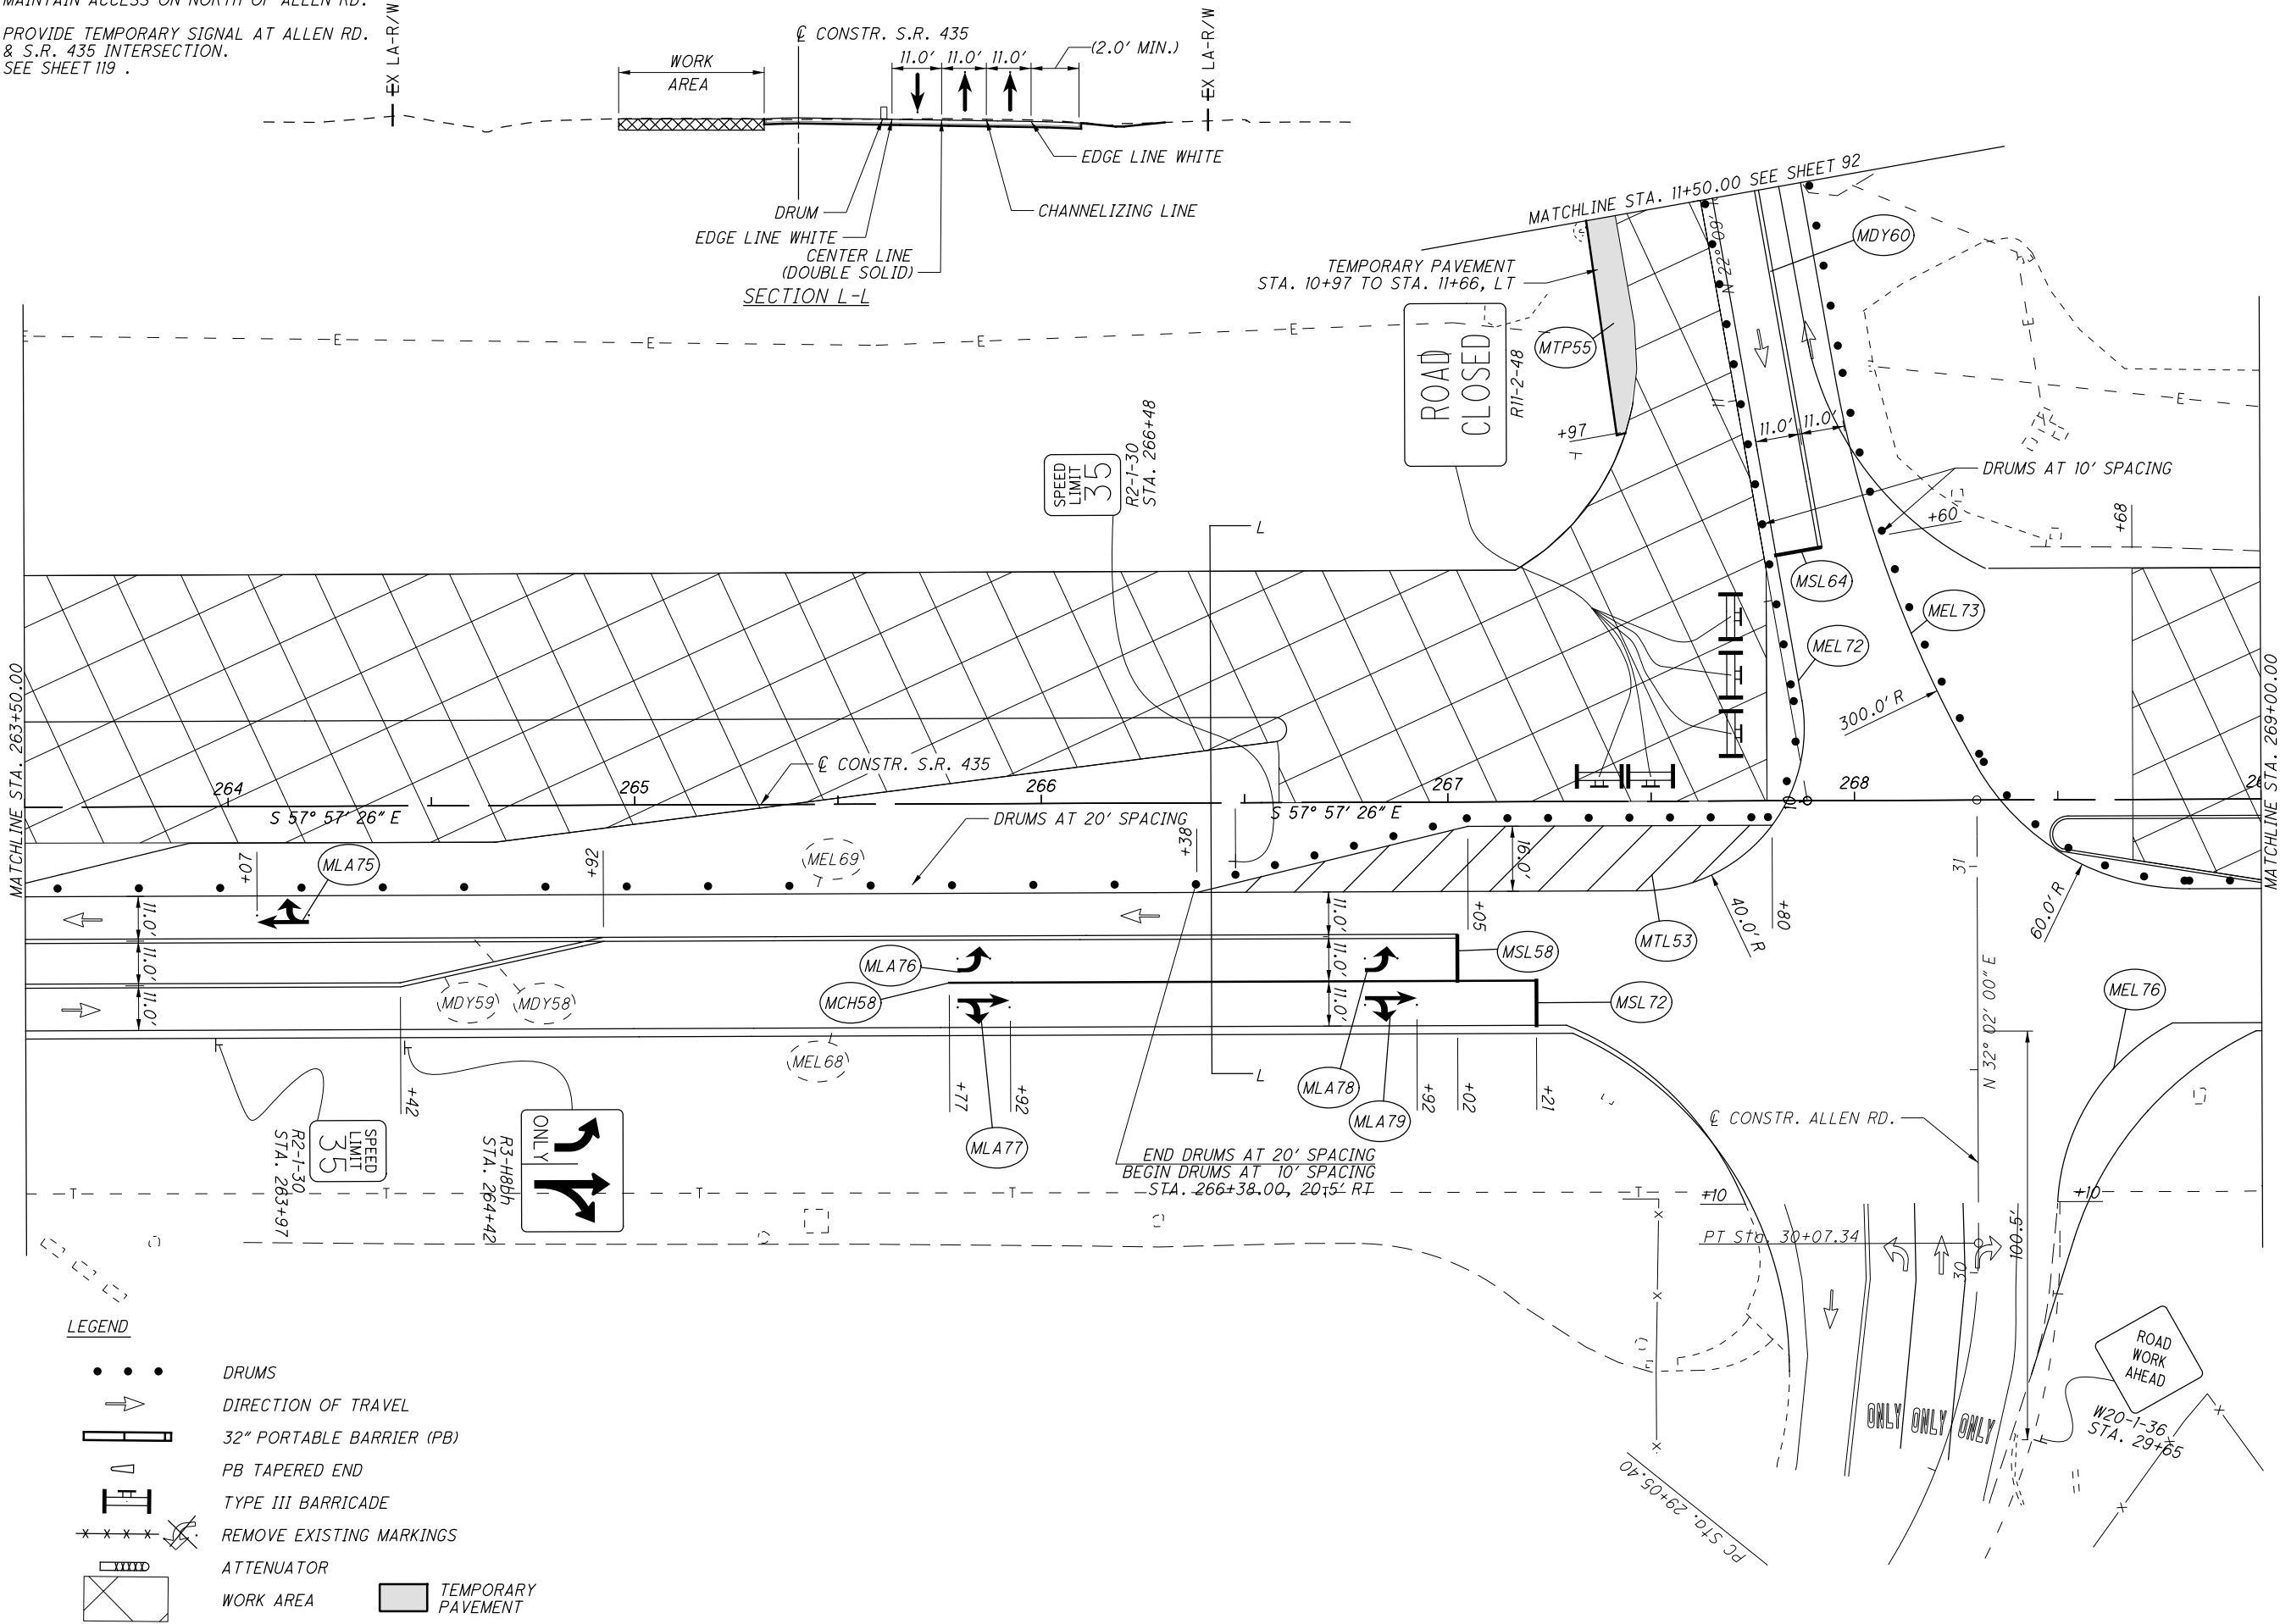 MAINTAIN ACCESS ON NORTH OF ALLEN RD.
PROVIDE TEMPORARY SIGNAL AT ALLEN RD.
& S.R. 435 INTERSECTION.
SEE SHEET 119 .
EX LA-R/W
WORK
AREA
℄ CONSTR. S.R. 435
11.0'
11.0'
11.0'
(2.0' MIN.)
EX LA-R/W
EDGE LINE WHITE
DRUM
CHANNELIZING LINE
EDGE LINE WHITE
CENTER LINE
(DOUBLE SOLID)
SECTION L-L
MATCHLINE STA. 11+50.00 SEE SHEET 92
MDY60
TEMPORARY PAVEMENT
STA. 10+97 TO STA. 11+66, LT
MTP55
ROAD
CLOSED
R11-2-48
+97
11
11.0'
11.0'
DRUMS AT 10' SPACING
+60
+68
SPEED
LIMIT
35
R2-1-30
STA. 266+48
L
E
E
E
E
E
E
E
MSL64
MEL73
MEL72
300.0' R
MATCHLINE STA. 263+50.00
MATCHLINE STA. 269+00.00
℄ CONSTR. S.R. 435
264
265
266
267
268
S 57° 57' 26" E
S 57° 57' 26" E
10
DRUMS AT 20' SPACING
+07
MLA75
+92
MEL69
+38
16.0'
+05
40.0' R
+80
MTL53
31
60.0' R
11.0'
11.0'
11.0'
11.0'
11.0'
11.0'
MDY59
MDY58
MLA76
MCH58
MSL58
MSL72
MEL76
MEL68
MLA77
MLA78
MLA79
+42
+77
+92
+92
+02
+21
L
N 32° 02' 00" E
℄ CONSTR. ALLEN RD.
SPEED
LIMIT
35
R2-1-30
STA. 263+97
ONLY
R3-H8bh
STA. 264+42
END DRUMS AT 20' SPACING
BEGIN DRUMS AT 10' SPACING
STA. 266+38.00, 20.5' RT
T
T
T
T
T
T
+10
+10
PT Sta. 30+07.34
30
100.5'
ONLY
ONLY
ONLY
ROAD
WORK
AHEAD
W20-1-36
STA. 29+65
PC Sta. 29+05.40
LEGEND
DRUMS
DIRECTION OF TRAVEL
32" PORTABLE BARRIER (PB)
PB TAPERED END
TYPE III BARRICADE
REMOVE EXISTING MARKINGS
ATTENUATOR
WORK AREA
TEMPORARY
PAVEMENT